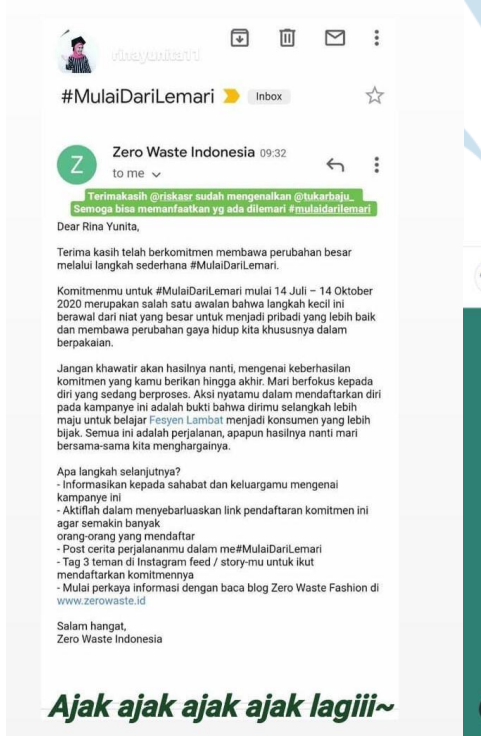 rinayunita11
#MulaiDariLemari Inbox
Z
Zero Waste Indonesia 09:32
to me
Terimakasih @riskasr sudah mengenalkan @tukarbaju_
Semoga bisa memanfaatkan yg ada dilemari #mulaidarilemari
Dear Rina Yunita,
Terima kasih telah berkomitmen membawa perubahan besar
melalui langkah sederhana #MulaiDariLemari.
Komitmenmu untuk #MulaiDariLemari mulai 14 Juli – 14 Oktober
2020 merupakan salah satu awalan bahwa langkah kecil ini
berawal dari niat yang besar untuk menjadi pribadi yang lebih baik
dan membawa perubahan gaya hidup kita khususnya dalam
berpakaian.
Jangan khawatir akan hasilnya nanti, mengenai keberhasilan
komitmen yang kamu berikan hingga akhir. Mari berfokus kepada
diri yang sedang berproses. Aksi nyatamu dalam mendaftarkan diri
pada kampanye ini adalah bukti bahwa dirimu selangkah lebih
maju untuk belajar Fesyen Lambat menjadi konsumen yang lebih
bijak. Semua ini adalah perjalanan, apapun hasilnya nanti mari
bersama-sama kita menghargainya.
Apa langkah selanjutnya?
- Informasikan kepada sahabat dan keluargamu mengenai
kampanye ini
- Aktiflah dalam menyebarluaskan link pendaftaran komitmen ini
agar semakin banyak
orang-orang yang mendaftar
- Post cerita perjalananmu dalam me#MulaiDariLemari
- Tag 3 teman di Instagram feed / story-mu untuk ikut
mendaftarkan komitmennya
- Mulai perkaya informasi dengan baca blog Zero Waste Fashion di
www.zerowaste.id
Salam hangat,
Zero Waste Indonesia
Ajak ajak ajak ajak lagiii~